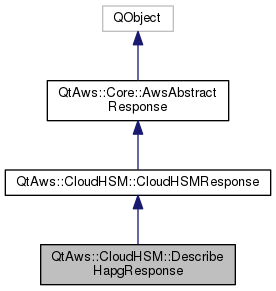 QObject
QtAws::Core::AwsAbstract
Response
QtAws::CloudHSM::CloudHSMResponse
QtAws::CloudHSM::Describe
HapgResponse